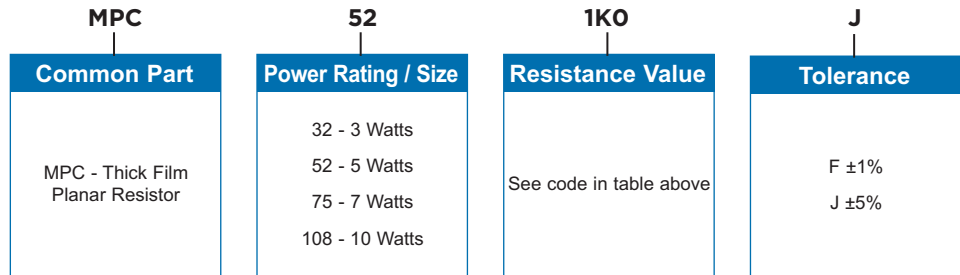 MPC 52 1K0 J
Common Part
MPC - Thick Film
Planar Resistor
Power Rating / Size
32 - 3 Watts
52 - 5 Watts
75 - 7 Watts
108 - 10 Watts
Resistance Value
See code in table above
Tolerance
F ±1%
J ±5%